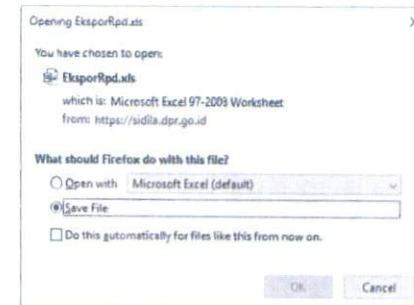 Opening EksporRpd.xls
You have chosen to open:
EksporRpd.xls
which is: Microsoft Excel 97-2003 Worksheet
from: https://sidila.dpr.go.id
What should Firefox do with this file?
Open with Microsoft Excel (default)
Save File
Do this automatically for files like this from now on.
OK Cancel